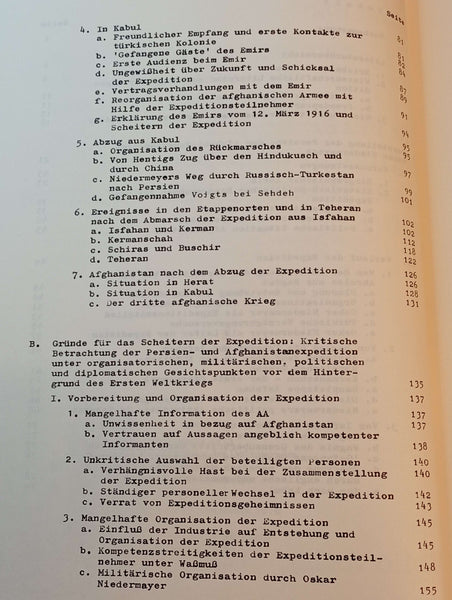 Seite
4. In Kabul
a. Freundlicher Empfang und erste Kontakte zur
türkischen Kolonie 81
b. 'Gefangene Gäste' des Emirs 81
c. Erste Audienz beim Emir 82
d. Ungewißheit über Zukunft und Schicksal
der Expedition 84
e. Vertragsverhandlungen mit dem Emir 87
f. Reorganisation der afghanischen Armee mit
Hilfe der Expeditionsteilnehmer 89
g. Erklärung des Emirs vom 12. März 1916 und
Scheitern der Expedition 91
5. Abzug aus Kabul 94
a. Organisation des Rückmarsches 95
b. Von Hentigs Zug über den Hindukusch und
durch China 95
c. Niedermeyers Weg durch Russisch-Turkestan
nach Persien 97
d. Gefangennahme Voigts bei Sehdeh 99
6. Ereignisse in den Etappenorten und in Teheran 101
nach dem Abmarsch der Expedition aus Isfahan
a. Isfahan und Kerman 102
b. Kermanschah 102
c. Schiras und Buschir 112
d. Teheran 118
122
7. Afghanistan nach dem Abzug der Expedition 126
a. Situation in Herat 126
b. Situation in Kabul 128
c. Der dritte afghanische Krieg 131
B. Gründe für das Scheitern der Expedition: Kritische
Betrachtung der Persien- und Afghanistanexpedition
unter organisatorischen, militärischen, politischen
und diplomatischen Gesichtspunkten vor dem Hinter-
grund des Ersten Weltkriegs 135
I. Vorbereitung und Organisation der Expedition 137
1. Mangelhafte Information des AA 137
a. Unwissenheit in bezug auf Afghanistan 137
b. Vertrauen auf Aussagen angeblich kompetenter
Informanten 138
2. Unkritische Auswahl der beteiligten Personen 140
a. Verhängnisvolle Hast bei der Zusammenstellung 140
der Expedition
b. Ständiger personeller Wechsel in der Expedition 142
c. Verrat von Expeditionsgeheimnissen 143
3. Mangelhafte Organisation der Expedition 145
a. Einfluß der Industrie auf Entstehung und
Organisation der Expedition 145
b. Kompetenzstreitigkeiten der Expeditionsteil-
nehmer unter Waßmuß 148
c. Militärische Organisation durch Oskar
Niedermayer 155